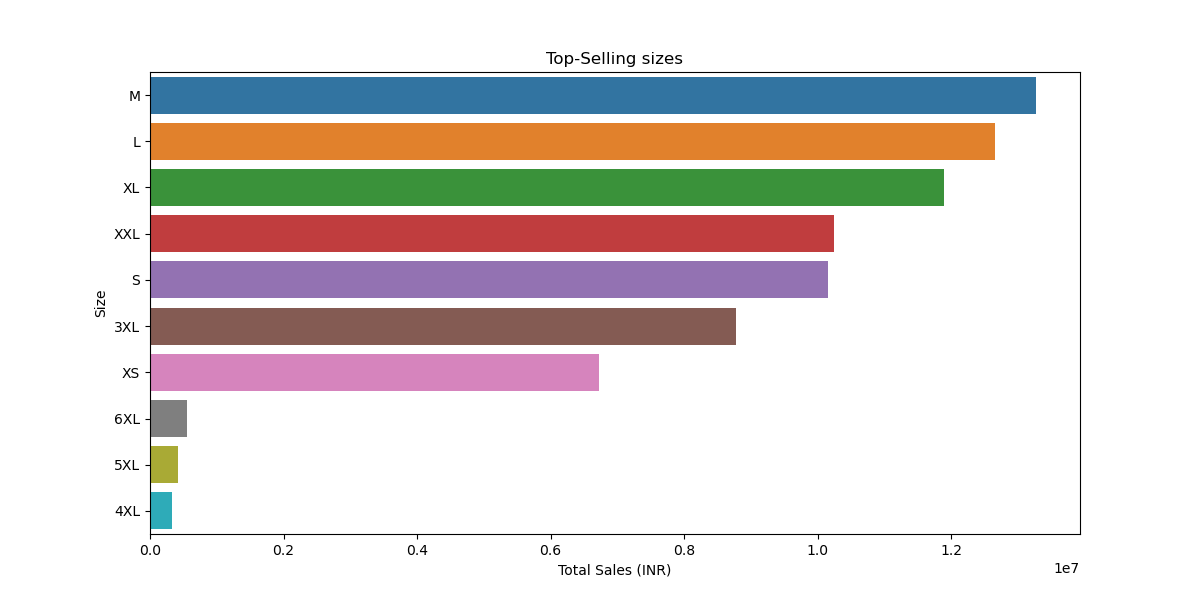 Top-Selling sizes
M
L
XL
XXL
S
3XL
XS
6XL
5XL
4XL
Size
0.0 0.2 0.4 0.6 0.8 1.0 1.2
1e7
Total Sales (INR)